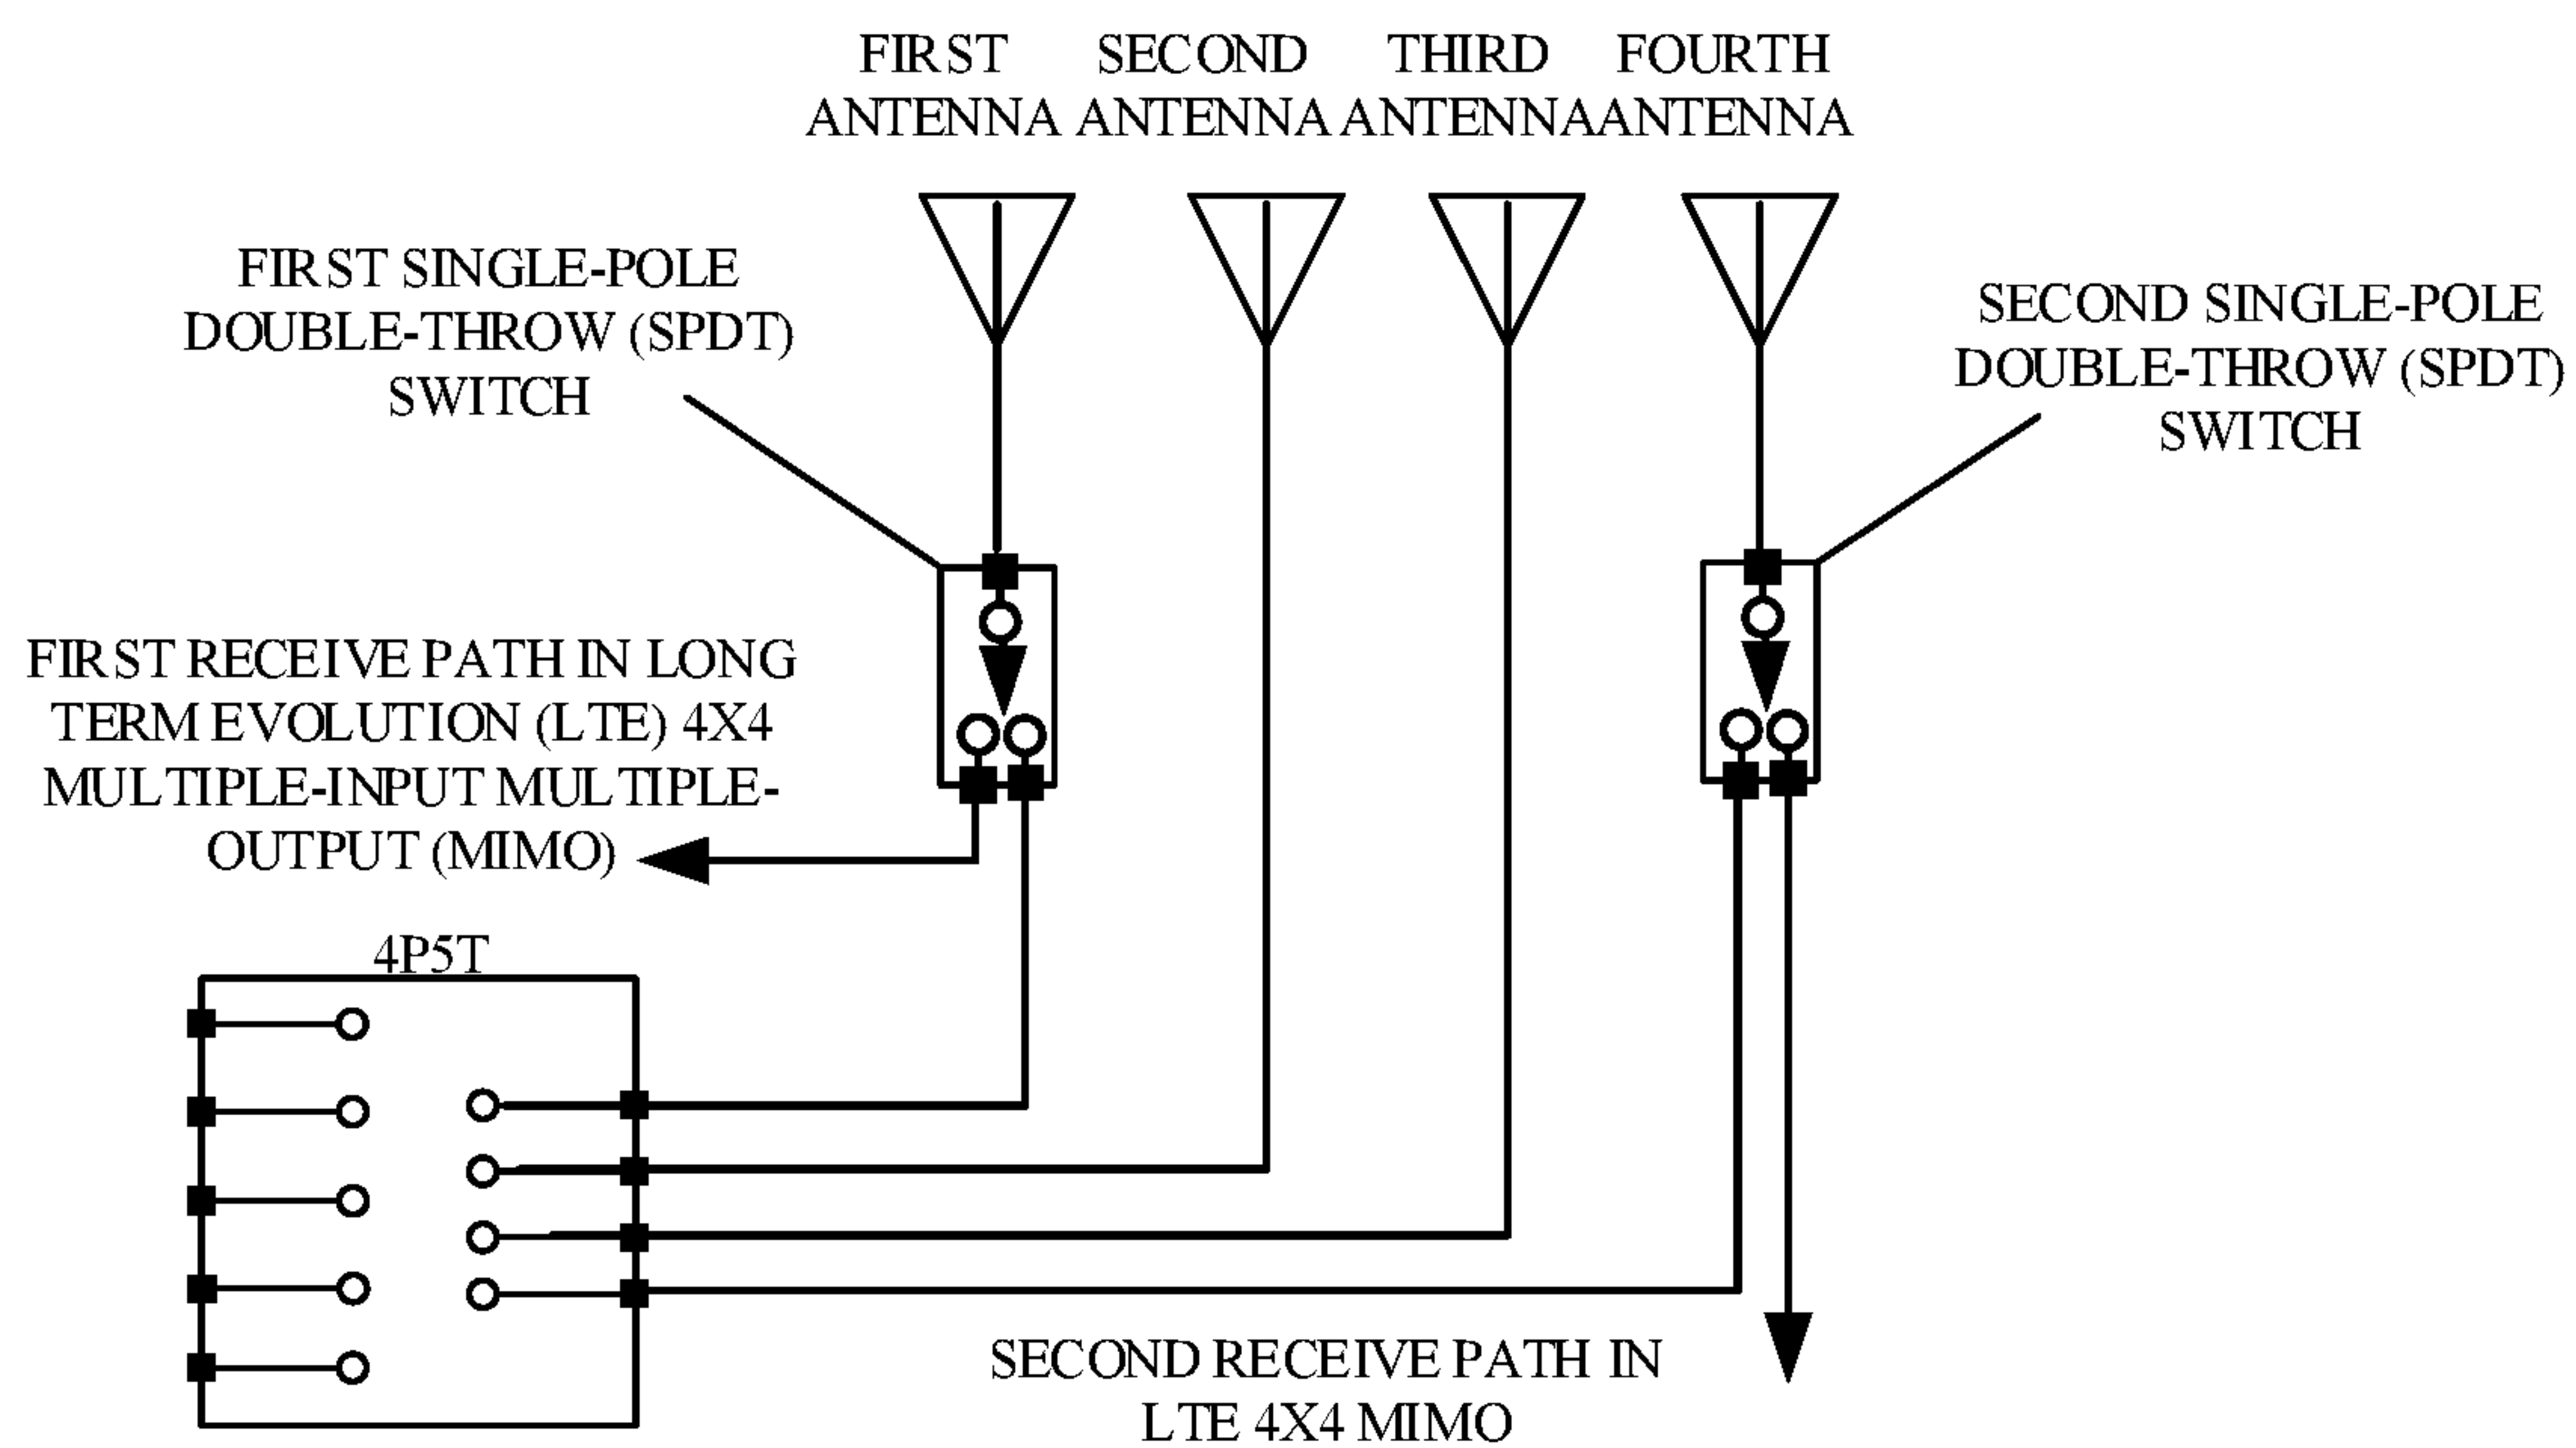 FIRST
ANTENNA
SECOND
ANTENNA
THIRD
ANTENNA
FOURTH
ANTENNA
FIRST SINGLE-POLE
DOUBLE-THROW (SPDT)
SWITCH
SECOND SINGLE-POLE
DOUBLE-THROW (SPDT)
SWITCH
FIRST RECEIVE PATH IN LONG
TERM EVOLUTION (LTE) 4X4
MULTIPLE-INPUT MULTIPLE-
OUTPUT (MIMO)
4P5T
SECOND RECEIVE PATH IN
LTE 4X4 MIMO